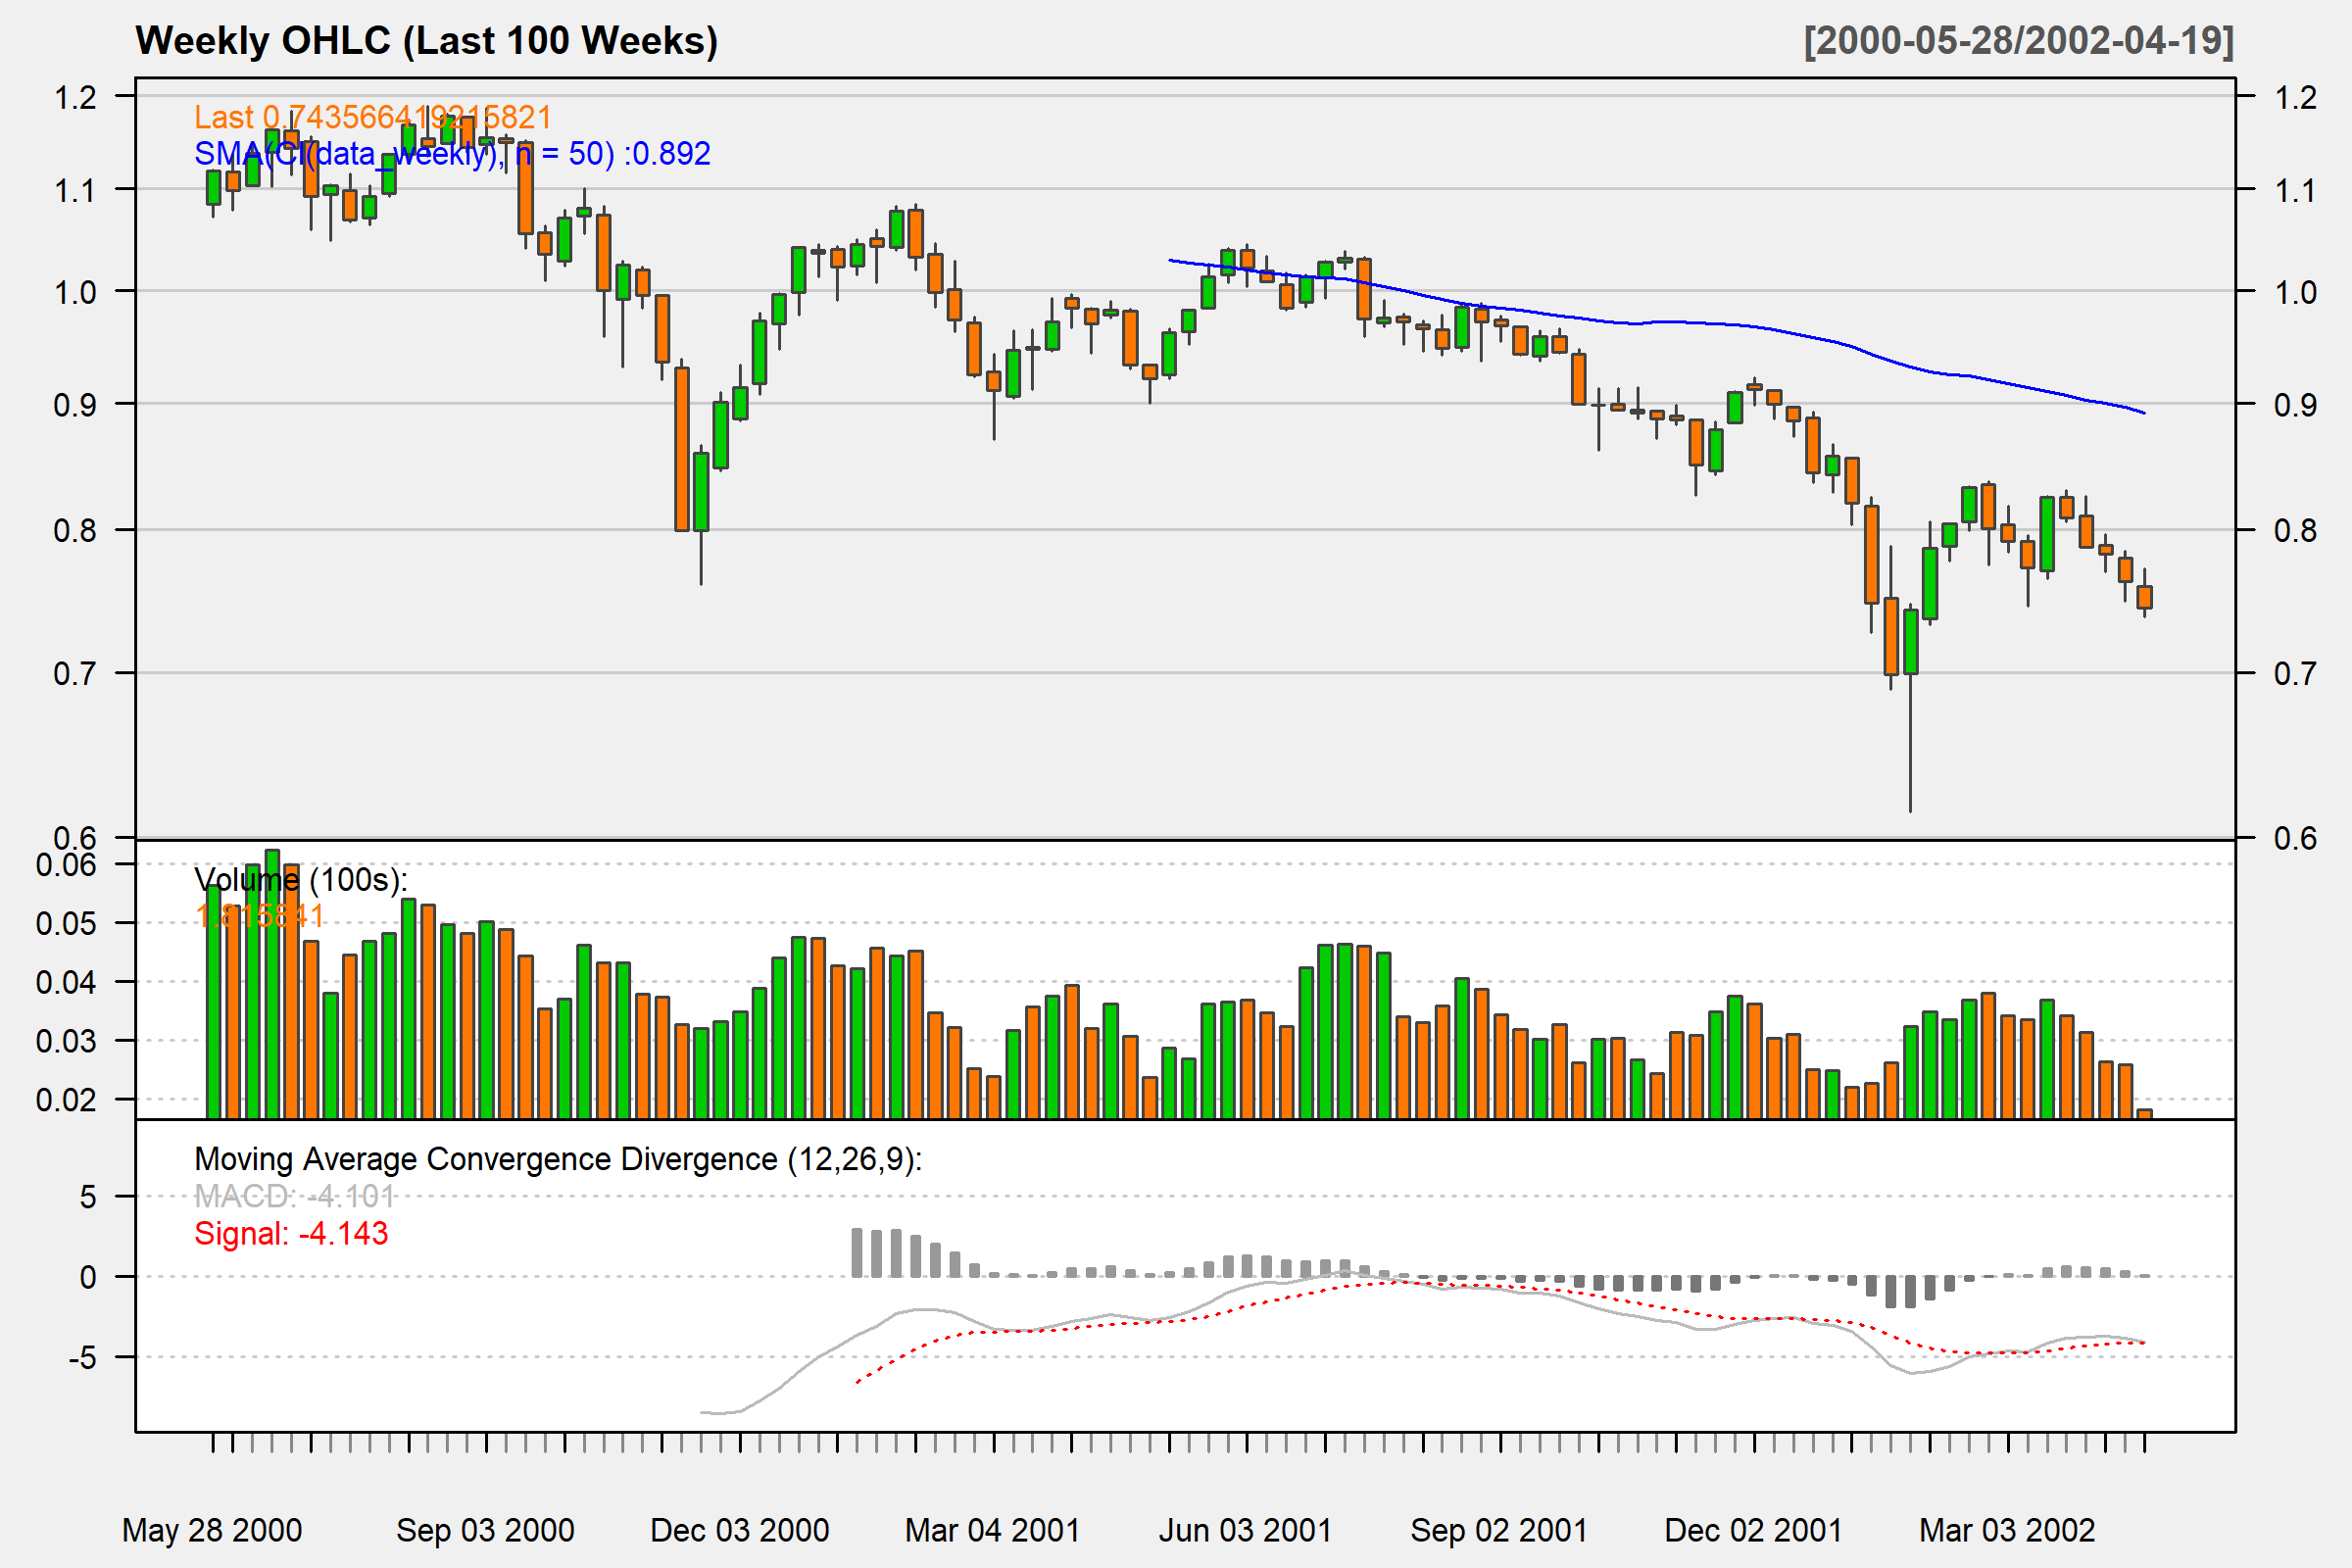 Weekly OHLC (Last 100 Weeks) [2000-05-28/2002-04-19]
Last 0.743566419215821
SMA(Cl(data_weekly), n = 50) :0.892
1.2 1.2
1.1 1.1
1.0 1.0
0.9 0.9
0.8 0.8
0.7 0.7
0.6 0.6
Volume (100s):
1.815841
0.06
0.05
0.04
0.03
0.02
Moving Average Convergence Divergence (12,26,9):
MACD: -4.101
Signal: -4.143
5
0
-5
May 28 2000 Sep 03 2000 Dec 03 2000 Mar 04 2001 Jun 03 2001 Sep 02 2001 Dec 02 2001 Mar 03 2002